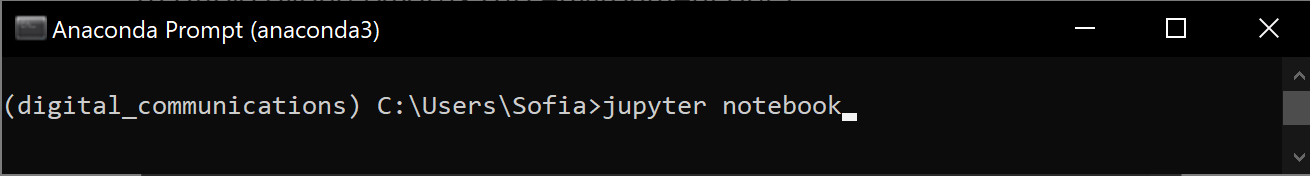 Anaconda Prompt (anaconda3)
(digital_communications) C:\Users\Sofia>jupyter notebook